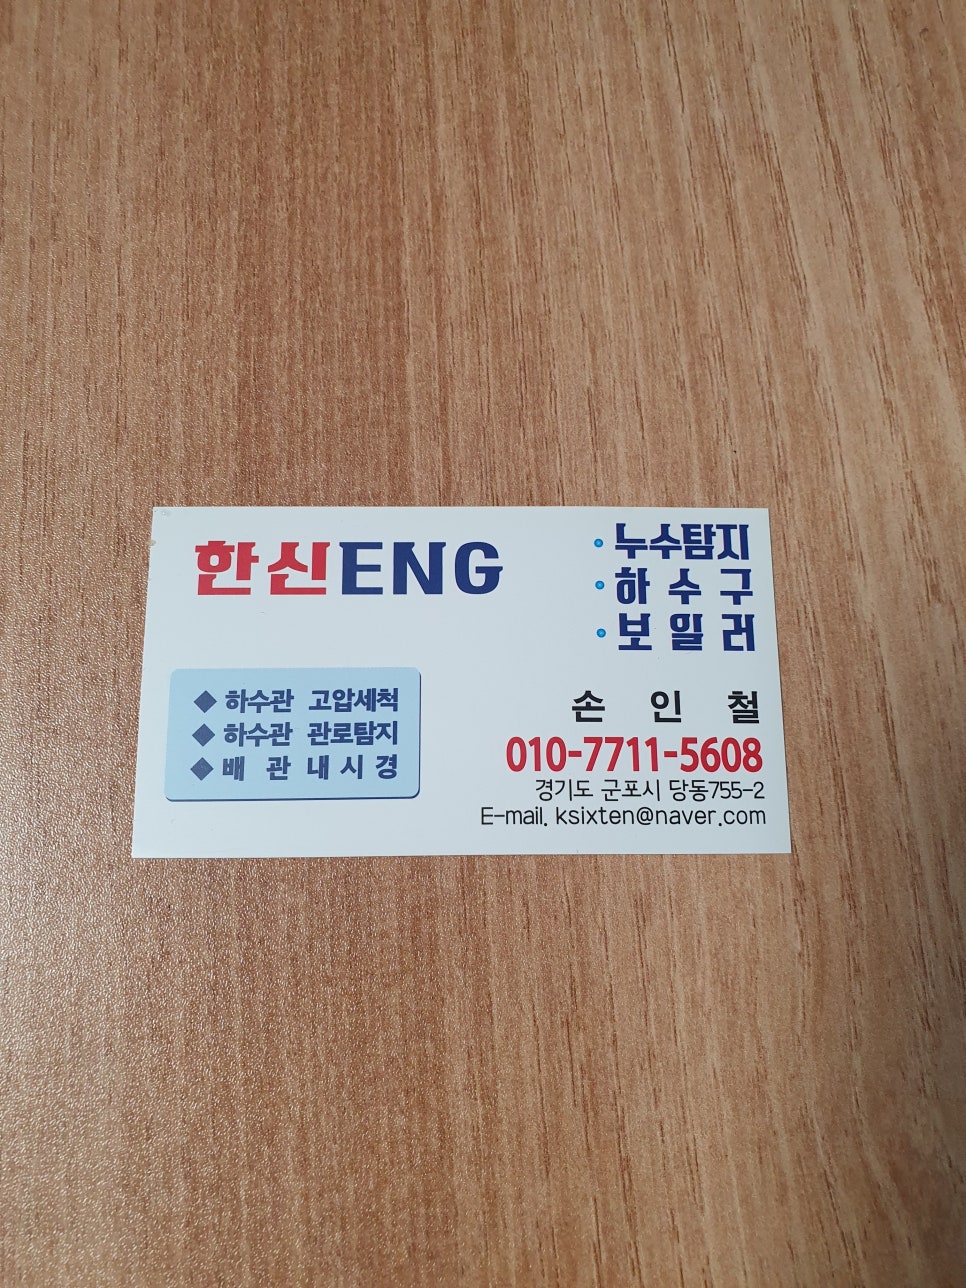 한신ENG
• 누수탐지
• 하수구
• 보일러
◆ 하수관 고압세척
◆ 하수관 관로탐지
◆ 배관내시경
손인철
010-7711-5608
경기도 군포시 당동755-2
E-mail. ksixten@naver.com